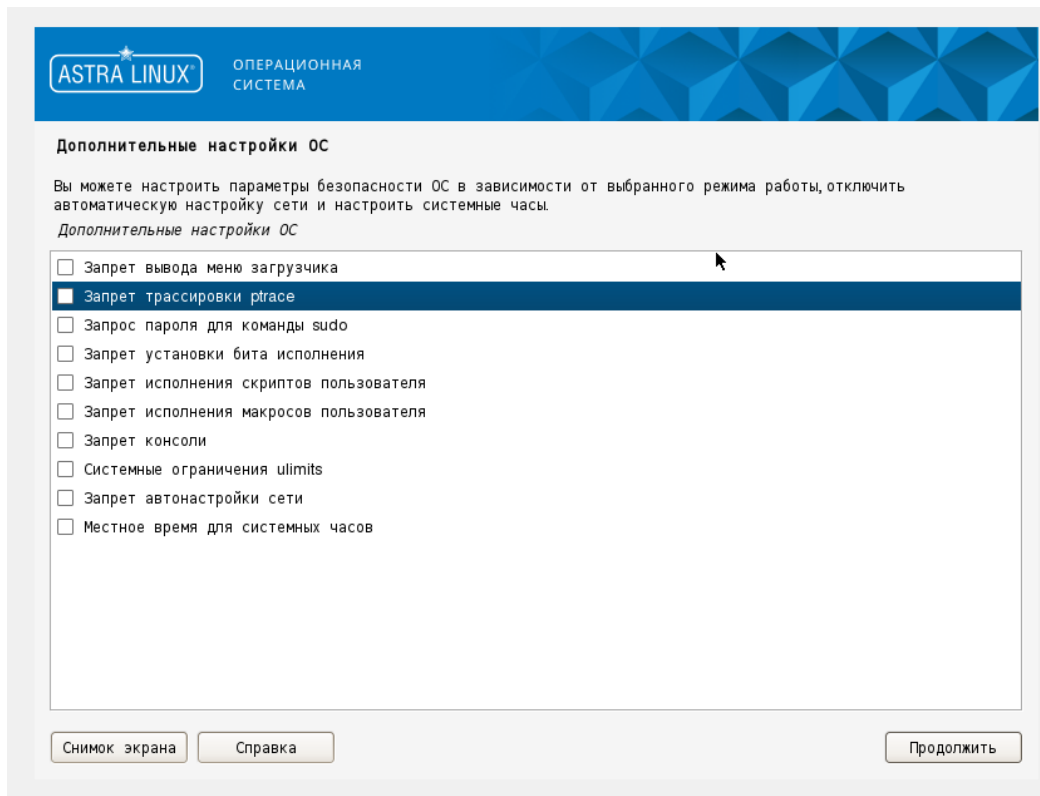 ASTRA LINUX®
ОПЕРАЦИОННАЯ
СИСТЕМА
Дополнительные настройки ОС
Вы можете настроить параметры безопасности ОС в зависимости от выбранного режима работы, отключить
автоматическую настройку сети и настроить системные часы.
Дополнительные настройки ОС
Запрет вывода меню загрузчика
Запрет трассировки ptrace
Запрос пароля для команды sudo
Запрет установки бита исполнения
Запрет исполнения скриптов пользователя
Запрет исполнения макросов пользователя
Запрет консоли
Системные ограничения ulimits
Запрет автонастройки сети
Местное время для системных часов
Снимок экрана
Справка
Продолжить